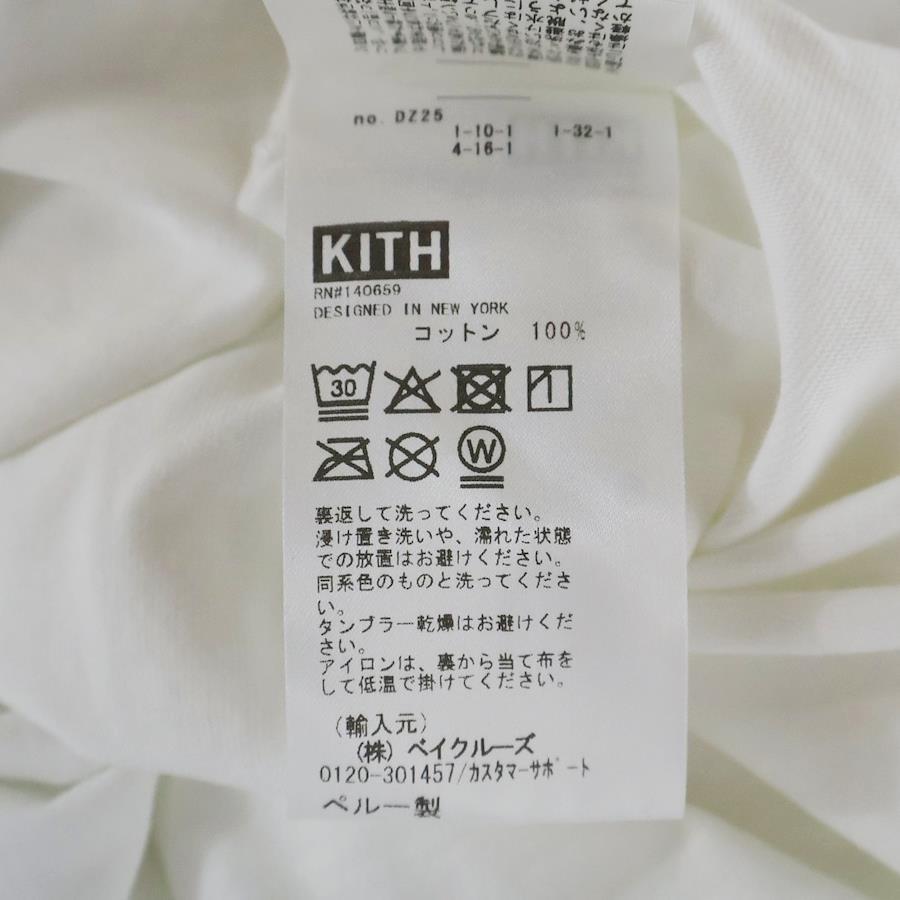 no. DZ25
1-10-1 1-32-1
4-16-1
KITH
RN#140659
DESIGNED IN NEW YORK
コットン 100%
30
W
裏返して洗ってください。
浸け置き洗いや、濡れた状態
での放置はお避けください。
同系色のものと洗ってくださ
い。
タンブラー乾燥はお避けくだ
さい。
アイロンは、裏から当て布を
して低温で掛けてください。
(輸入元)
(株) ベイクルーズ
0120-301457/カスタマーサポート
ペルー製